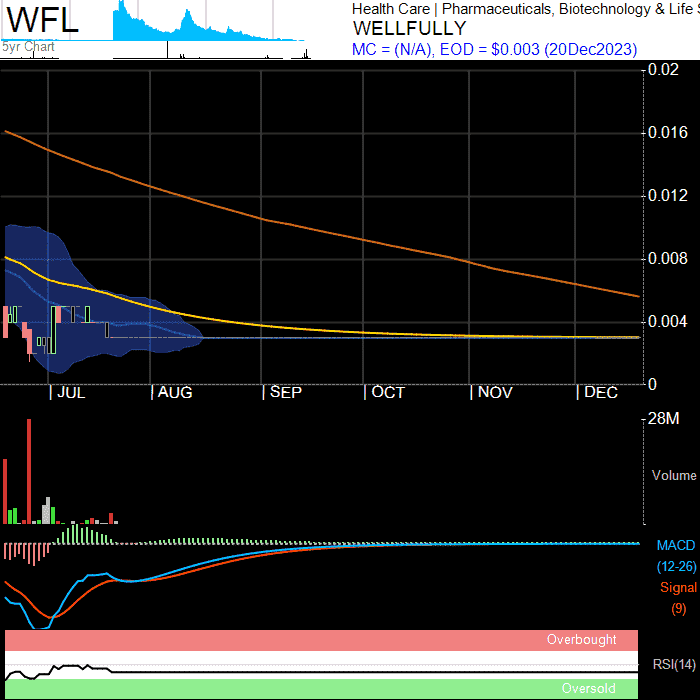 WFL
5yr Chart
Health Care | Pharmaceuticals, Biotechnology & Life S
WELLFULLY
MC = (N/A), EOD = $0.003 (20Dec2023)
0.02
0.016
0.012
0.008
0.004
0
JUL AUG SEP OCT NOV DEC
28M
Volume
MACD
(12-26)
Signal
(9)
Overbought
RSI(14)
Oversold